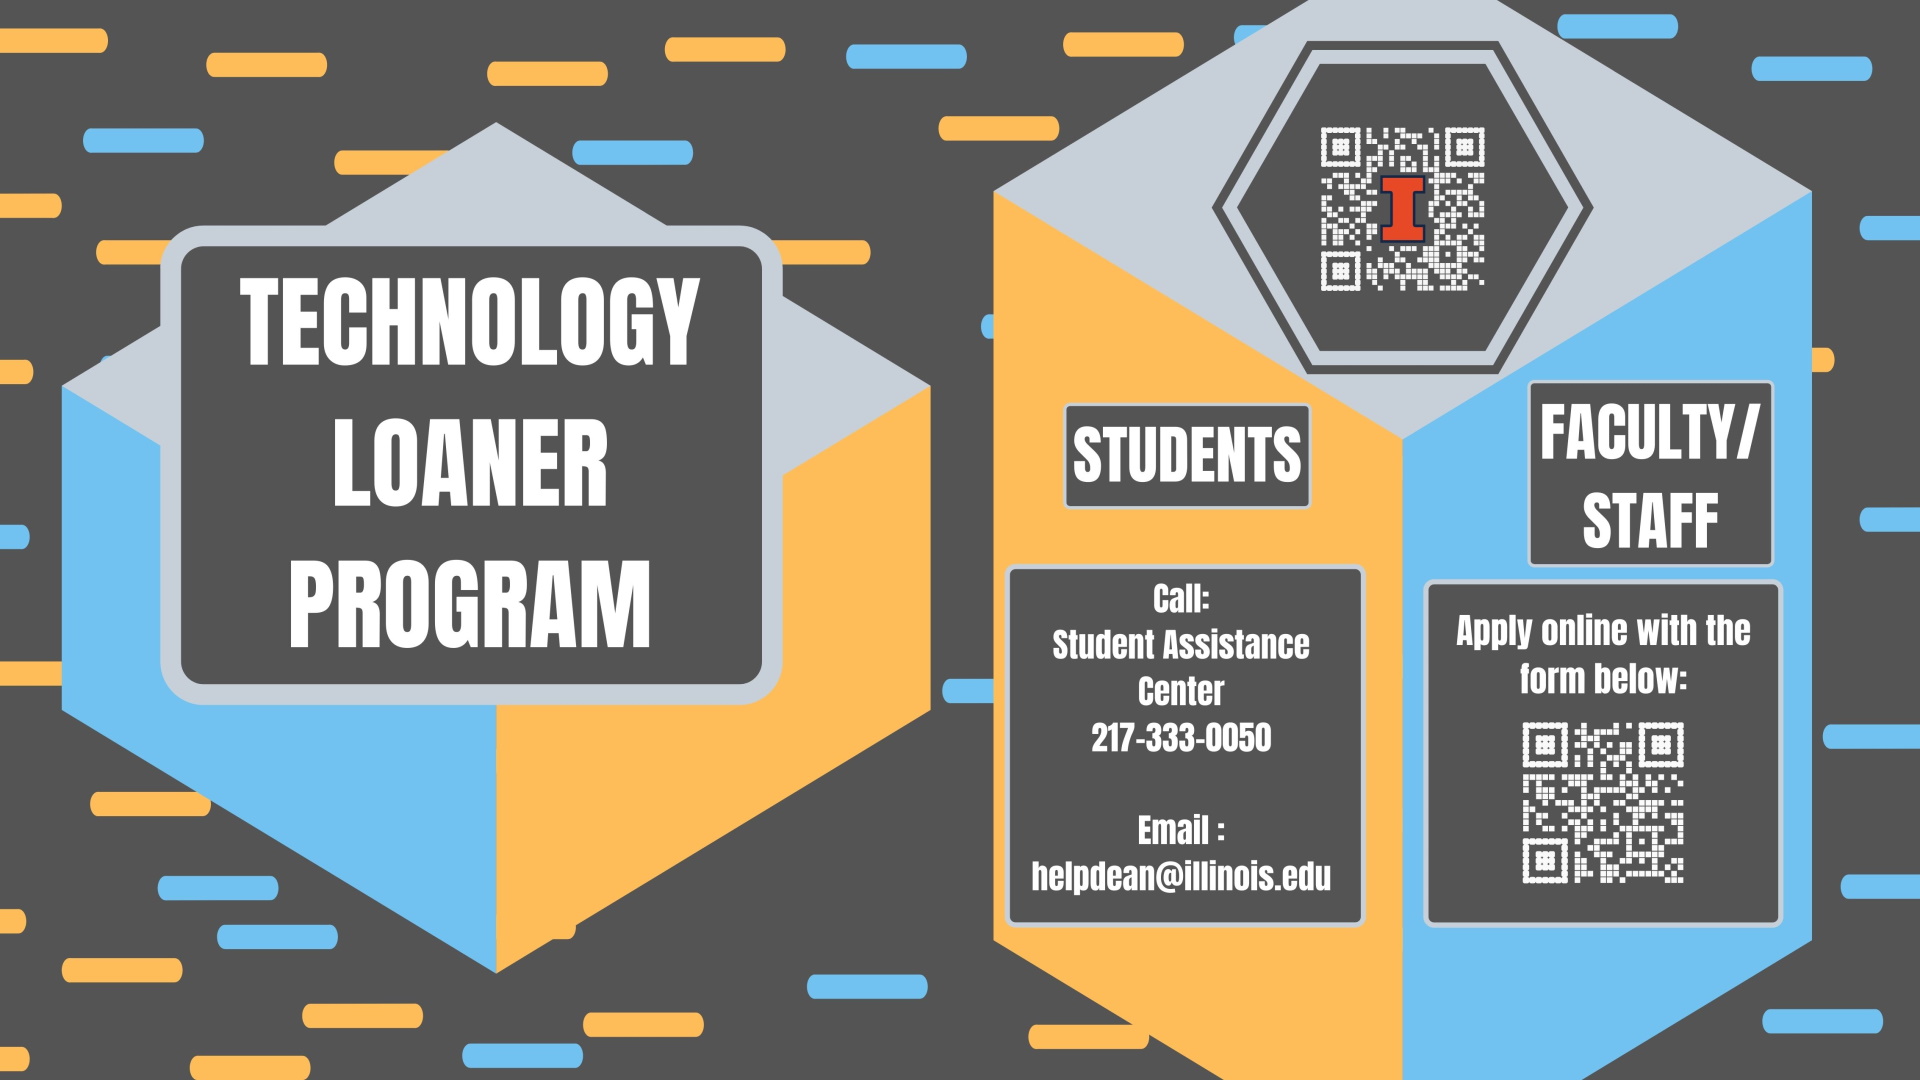 TECHNOLOGY
LOANER
PROGRAM
I
STUDENTS
Call:
Student Assistance
Center
217-333-0050
Email :
helpdean@illinois.edu
FACULTY/
STAFF
Apply online with the
form below: